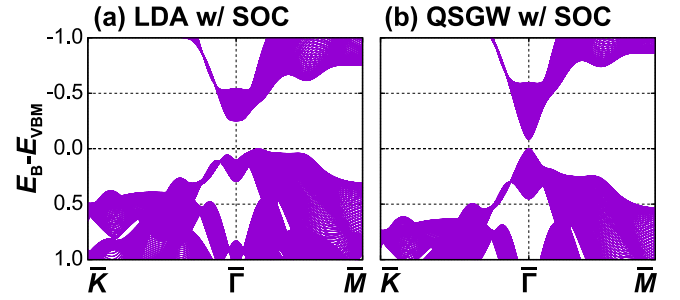 (a) LDA w/ SOC
(b) QSGW w/ SOC
E_B-E_VBM
-1.0
-0.5
0.0
0.5
1.0
K̅ Γ̅ M̅
K̅ Γ̅ M̅